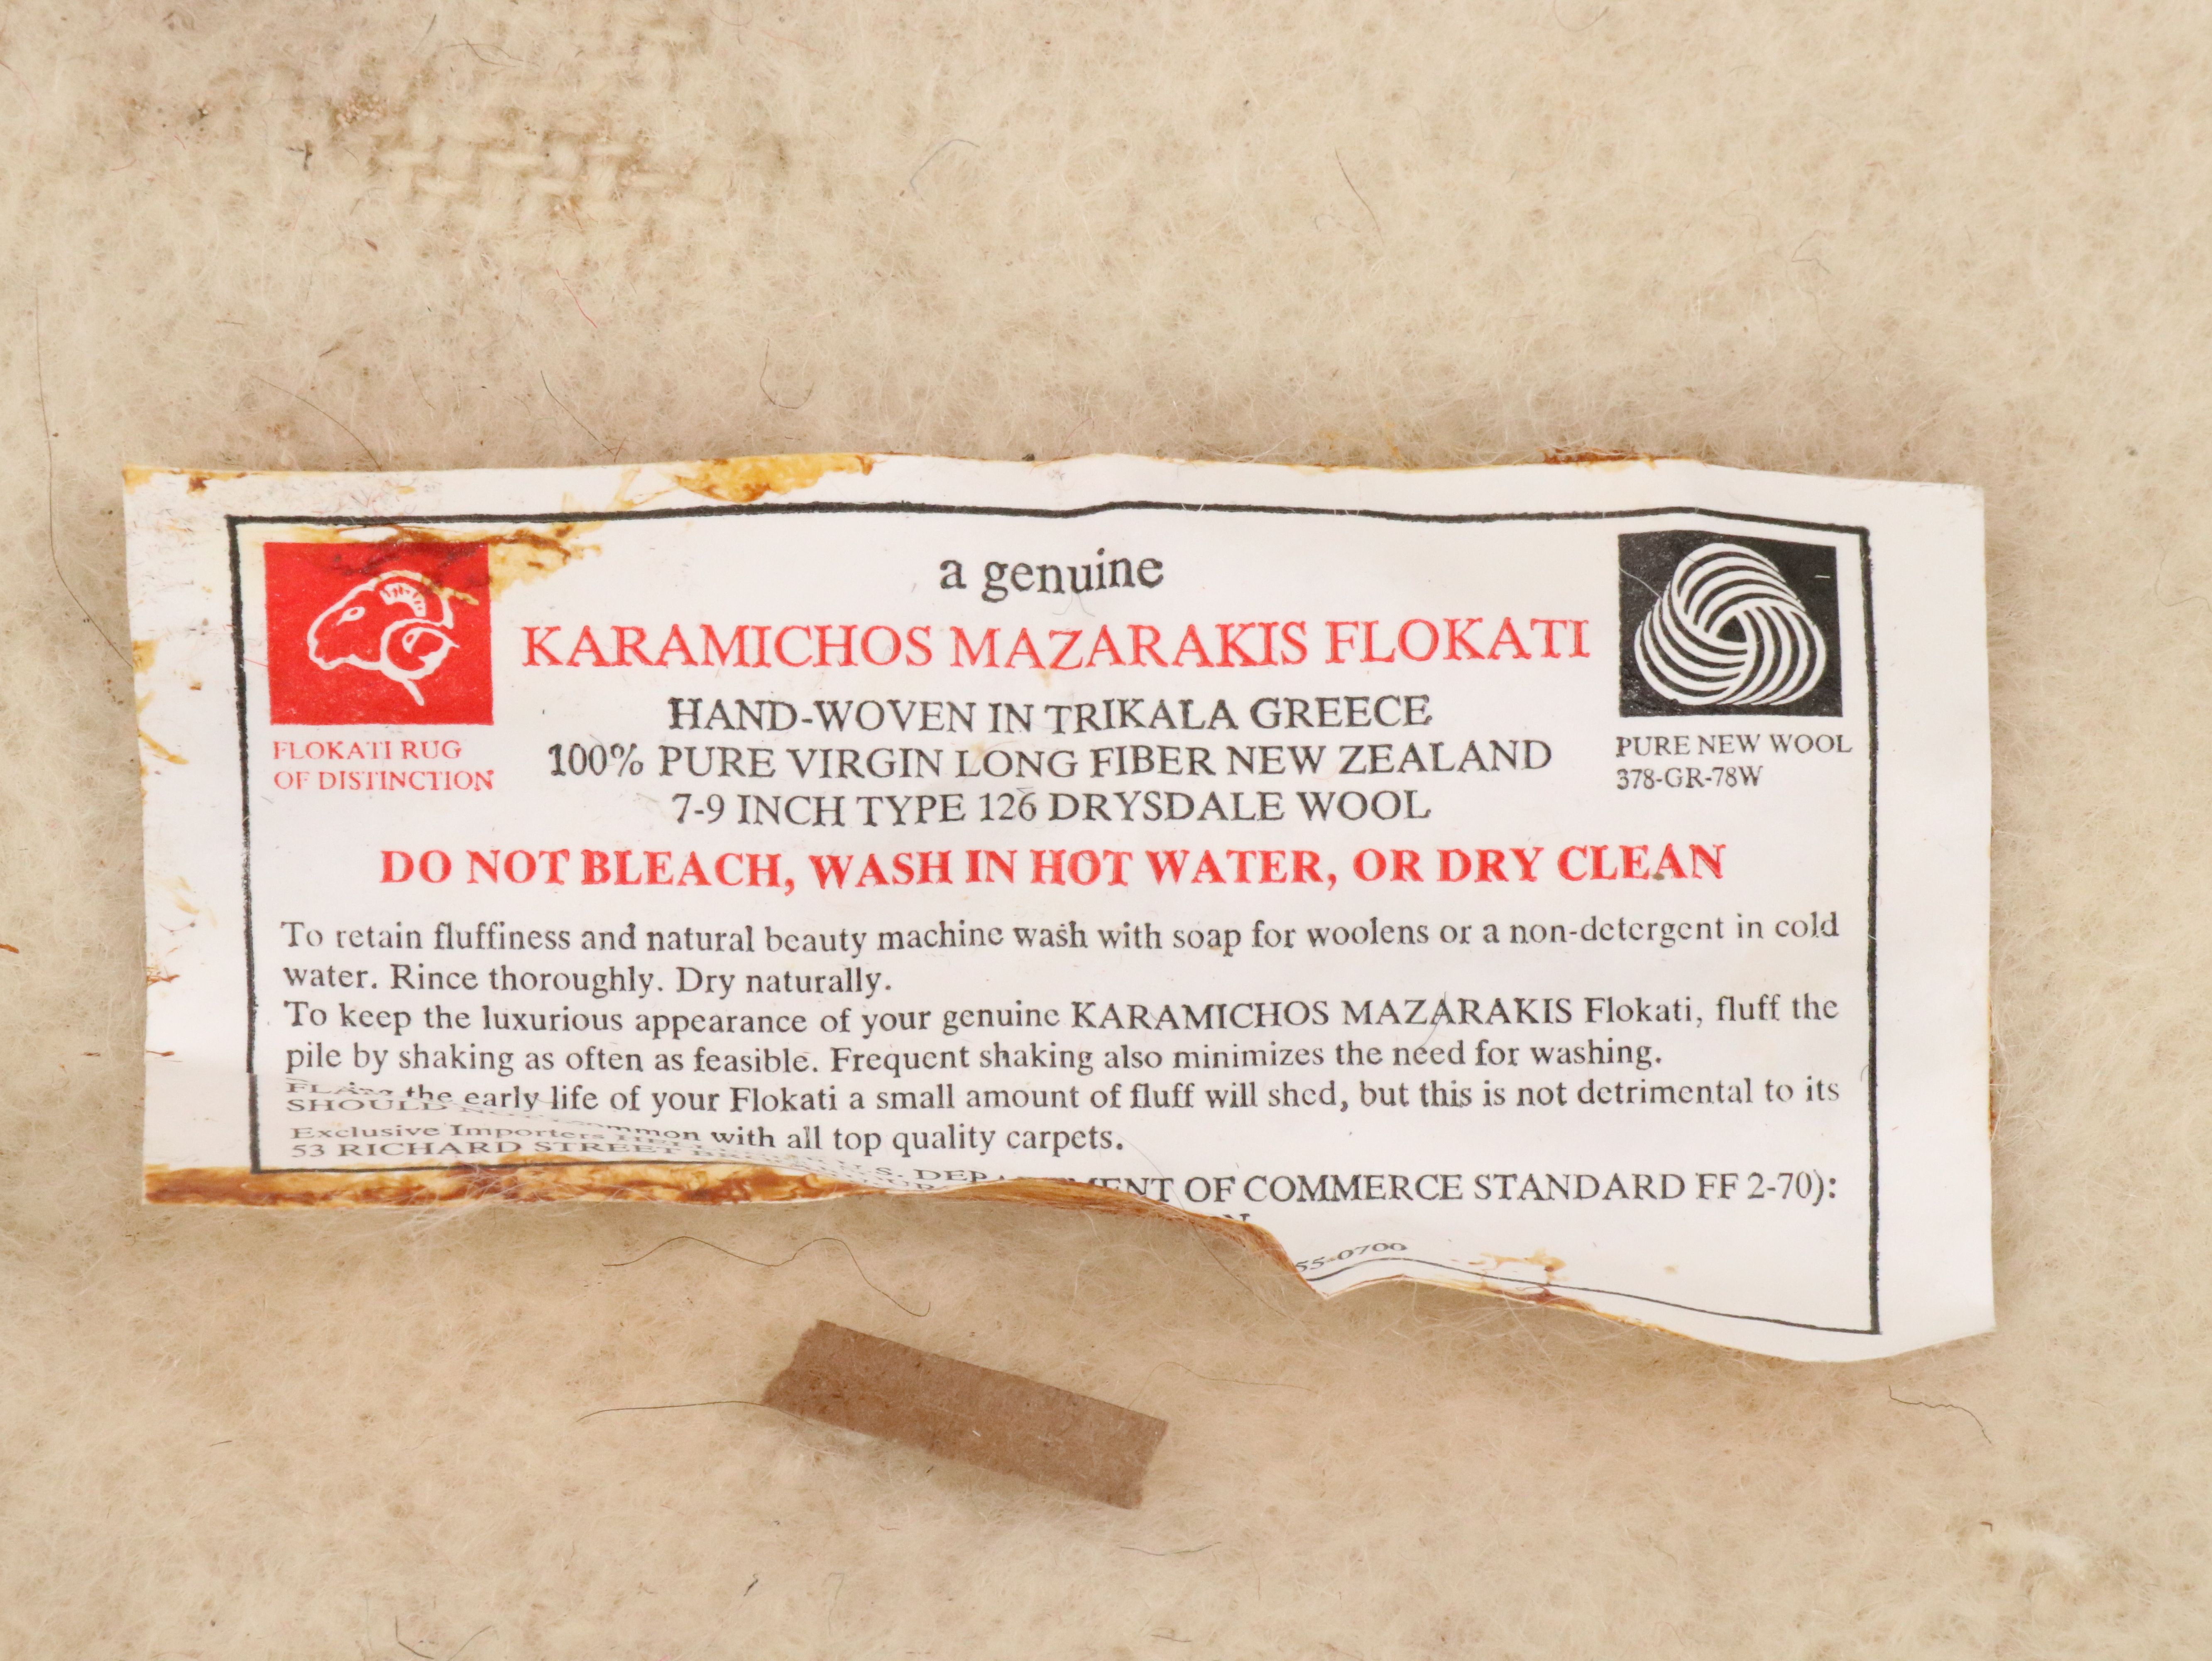 a genuine
KARAMICHOS MAZARAKIS FLOKATI
HAND-WOVEN IN TRIKALA GREECE
100% PURE VIRGIN LONG FIBER NEW ZEALAND
7-9 INCH TYPE 126 DRYSDALE WOOL
FLOKATI RUG
OF DISTINCTION
PURE NEW WOOL
378-GR-78W
DO NOT BLEACH, WASH IN HOT WATER, OR DRY CLEAN
To retain fluffiness and natural beauty machine wash with soap for woolens or a non-detergent in cold
water. Rince thoroughly. Dry naturally.
To keep the luxurious appearance of your genuine KARAMICHOS MAZARAKIS Flokati, fluff the
pile by shaking as often as feasible. Frequent shaking also minimizes the need for washing.
the early life of your Flokati a small amount of fluff will shed, but this is not detrimental to its
with all top quality carpets.
U.S. OF COMMERCE STANDARD FF 2-70):
SHOULD
Exclusive Importers
53 RICHARD STREET
55-0700